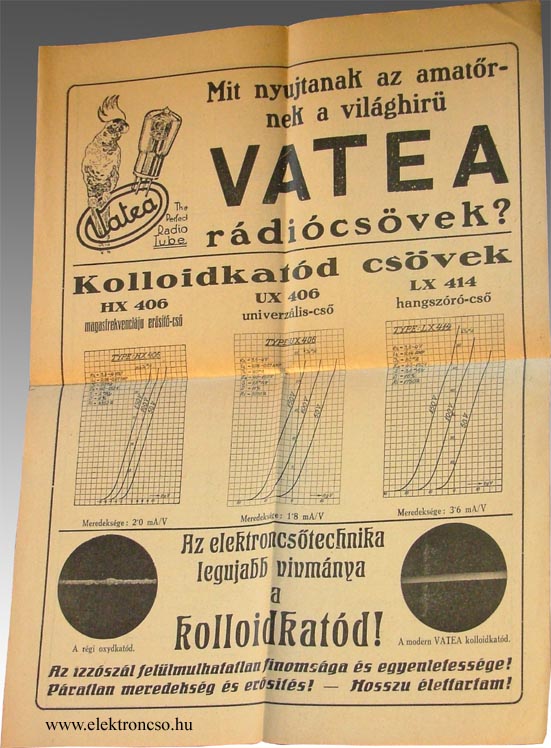 Mit nyujtanak az amatőr-
nek a világhirü
VATEA
rádiócsövek?
Vatea
The
Perfect
Radio
Tube
Kolloidkatód csövek
HX 406
magasfrekvenciáju erősítő-cső
UX 406
univerzális-cső
LX 414
hangszóró-cső
TYPE: HX 406
TYPE: UX 406
TYPE: LX 414
Meredeksége: 2'0 mA/V
Meredeksége: 1'8 mA/V
Meredeksége: 3'6 mA/V
Az elektroncsőtechnika
legujabb vivmánya
a
kolloidkatód!
A régi oxydkatód.
A modern VATEA kolloidkatód.
Az izzószál felülmulhatatlan finomsága és egyenletessége!
Páratlan meredekség és erősítés! — Hosszu élettartam!
www.elektroncso.hu